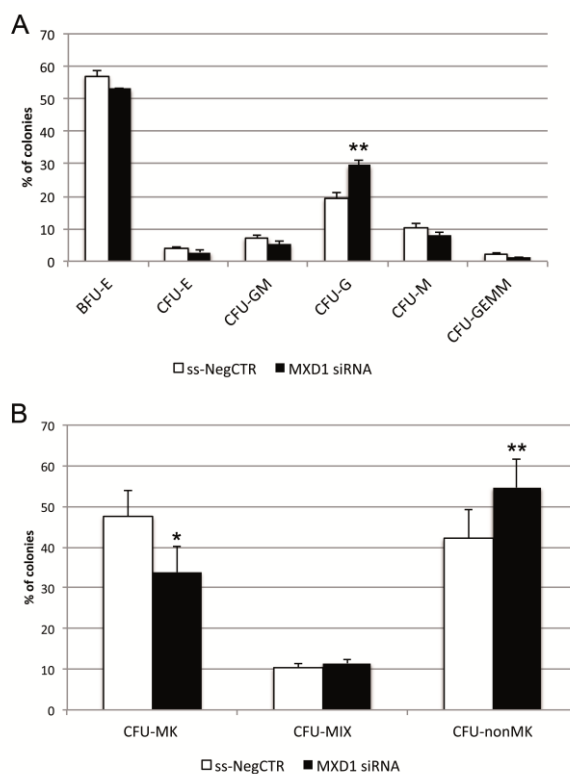 A
% of colonies
70
60
50
40
30
20
10
0
**
BFU-E
CFU-E
CFU-GM
CFU-G
CFU-M
CFU-GEMM
ss-NegCTR
MXD1 siRNA
B
% of colonies
70
60
50
40
30
20
10
0
*
**
CFU-MK
CFU-MIX
CFU-nonMK
ss-NegCTR
MXD1 siRNA